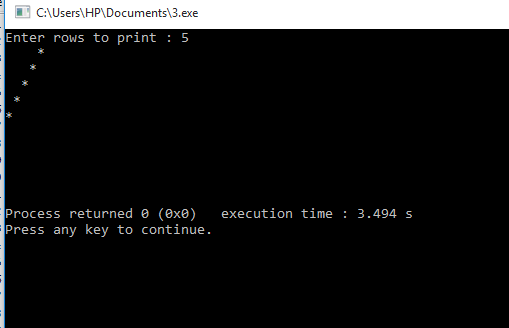 C:\Users\HP\Documents\3.exe
Enter rows to print : 5
    *
   *
  *
 *
*
Process returned 0 (0x0)   execution time : 3.494 s
Press any key to continue.